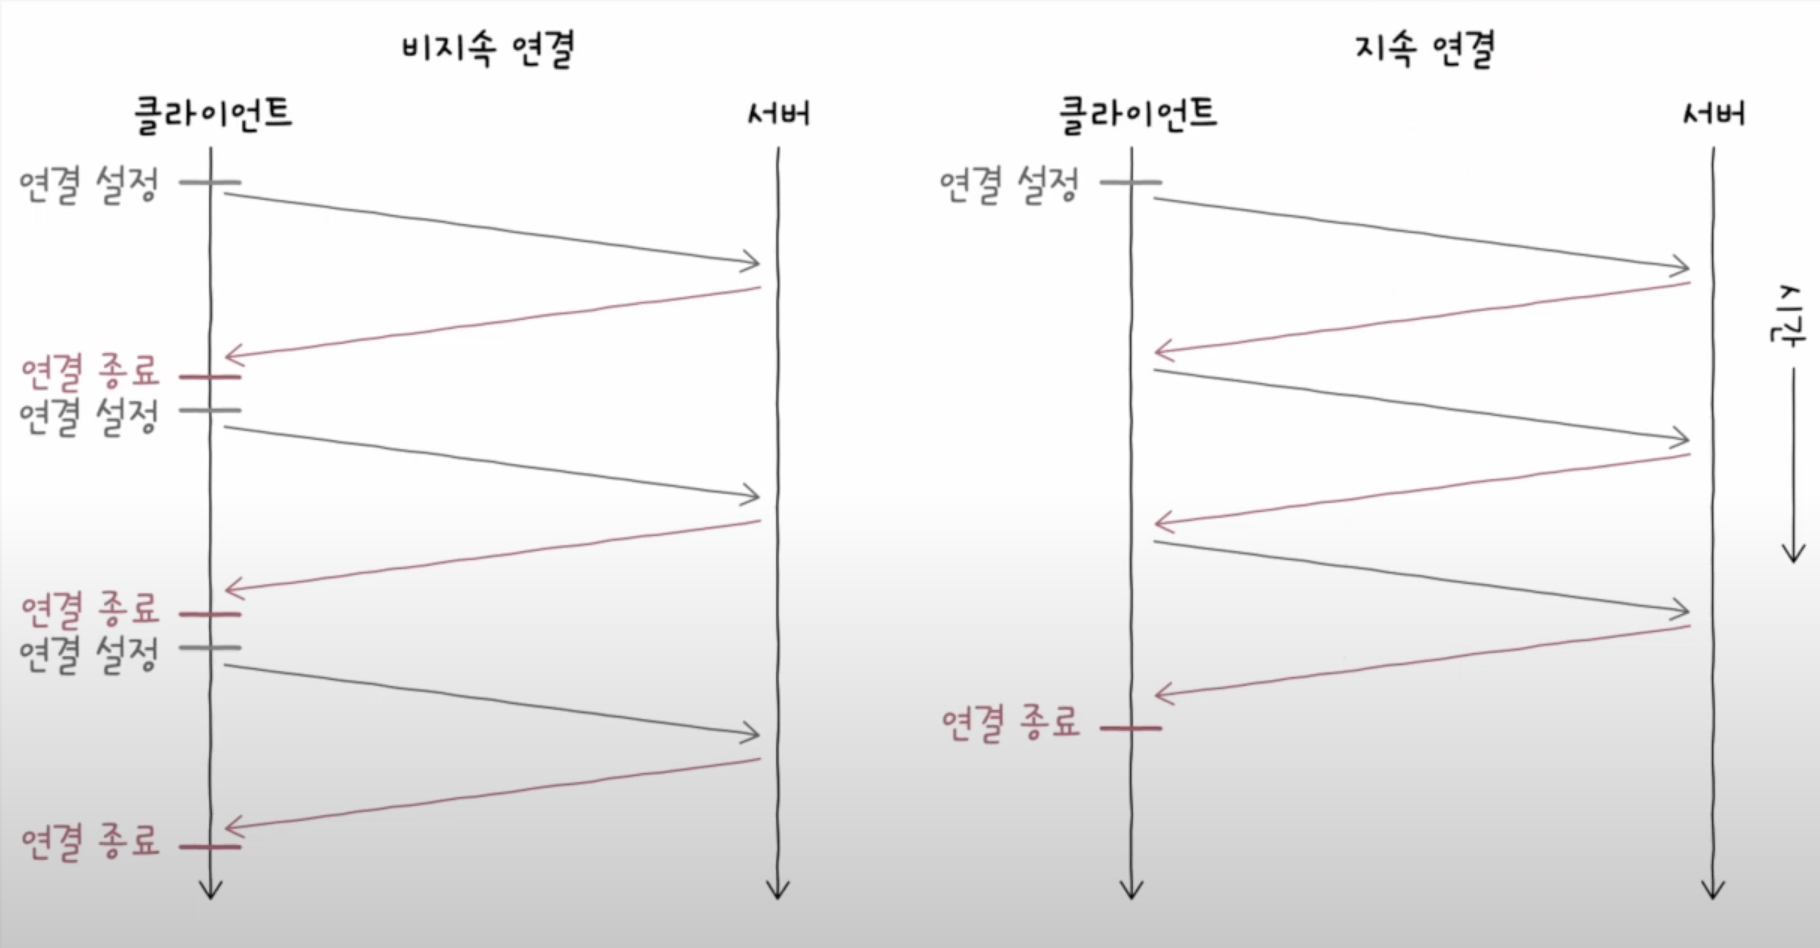 비지속 연결
클라이언트
서버
연결 설정
연결 종료
연결 설정
연결 종료
연결 설정
연결 종료
지속 연결
클라이언트
서버
연결 설정
연결 종료
시간